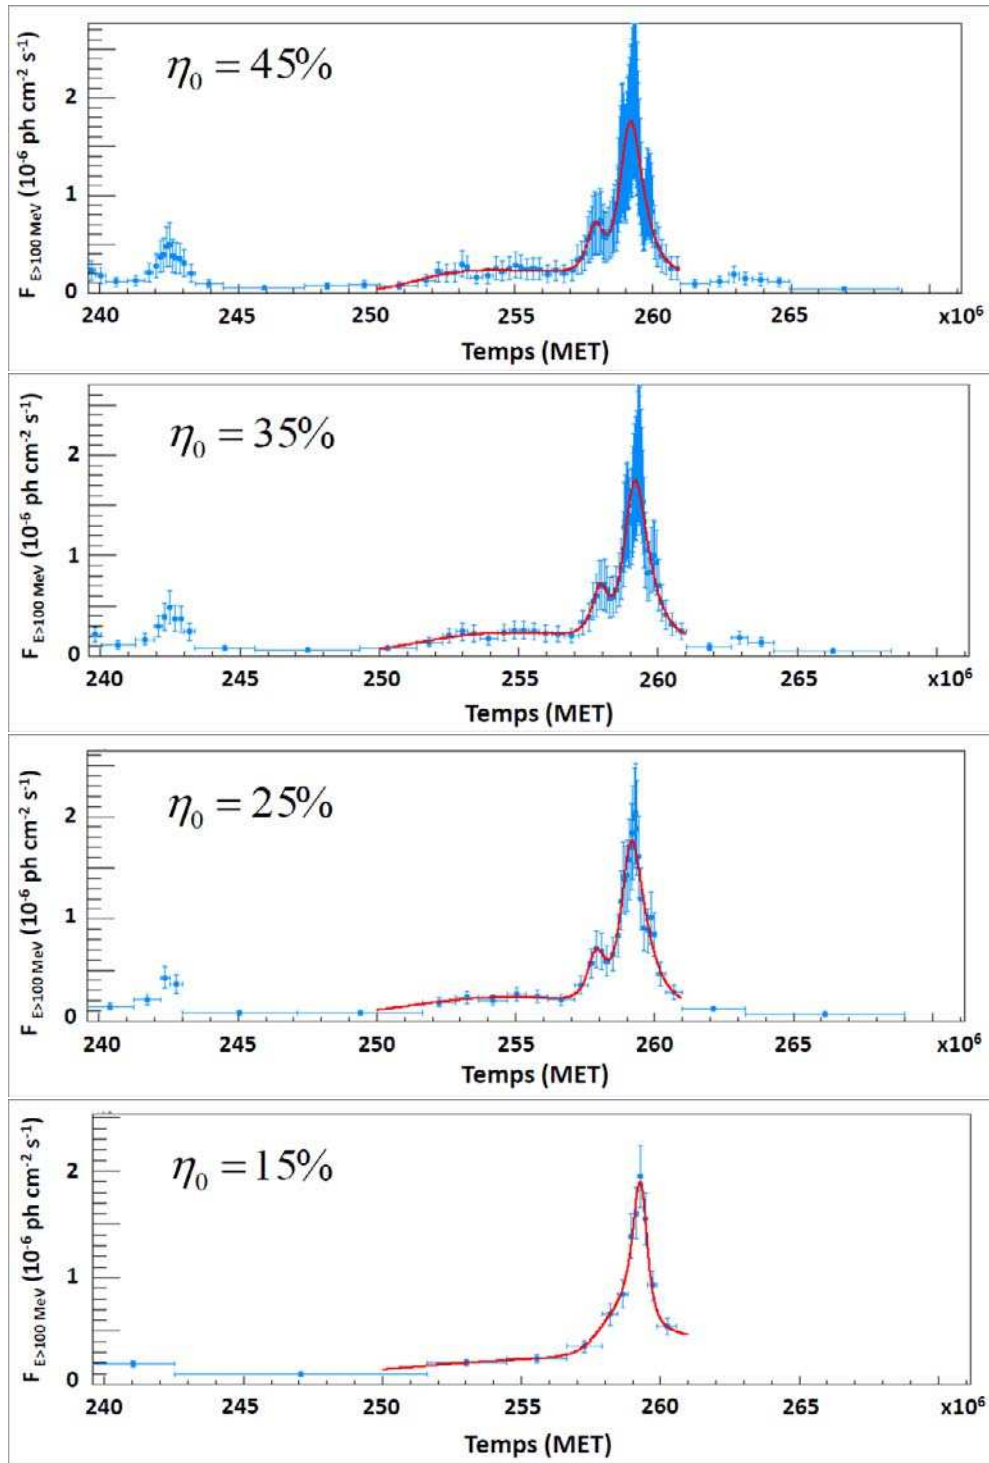 F E>100 MeV (10⁻⁶ ph cm⁻² s⁻¹)
η₀ = 45%
2
1
0
240 245 250 255 260 265 x10⁶
Temps (MET)
F E>100 MeV (10⁻⁶ ph cm⁻² s⁻¹)
η₀ = 35%
2
1
0
240 245 250 255 260 265 x10⁶
Temps (MET)
F E>100 MeV (10⁻⁶ ph cm⁻² s⁻¹)
η₀ = 25%
2
1
0
240 245 250 255 260 265 x10⁶
Temps (MET)
F E>100 MeV (10⁻⁶ ph cm⁻² s⁻¹)
η₀ = 15%
2
1
0
240 245 250 255 260 265 x10⁶
Temps (MET)